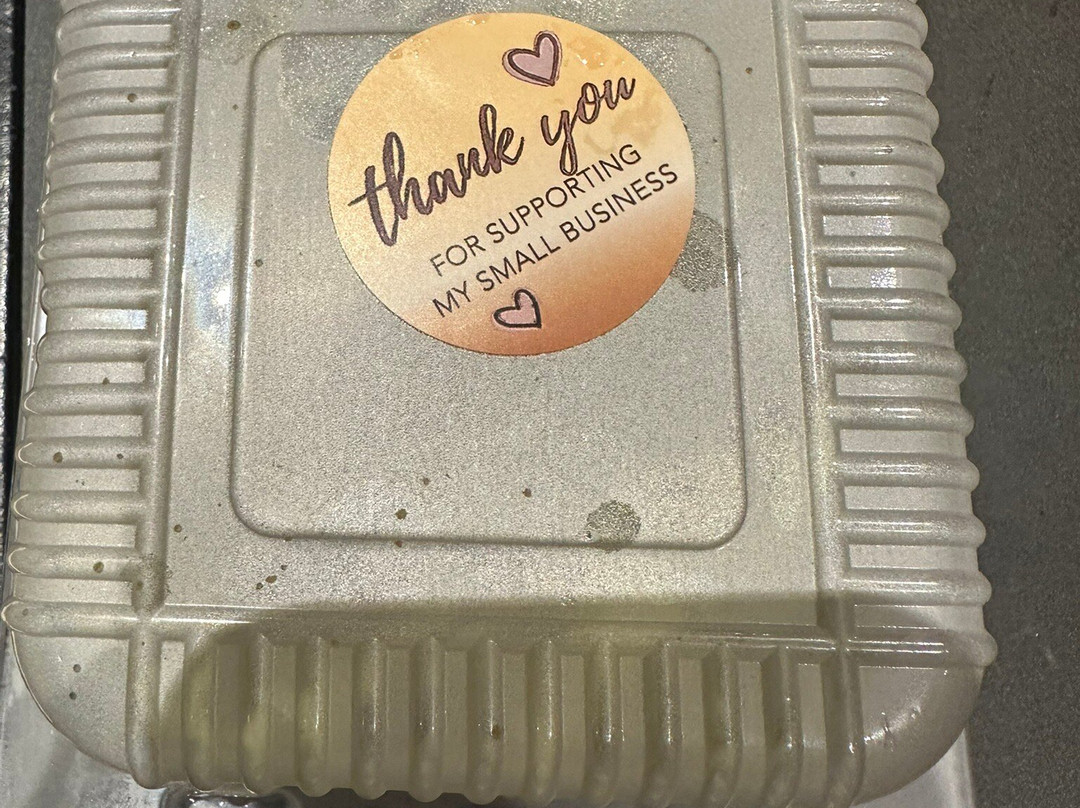 thank you
FOR SUPPORTING
MY SMALL BUSINESS